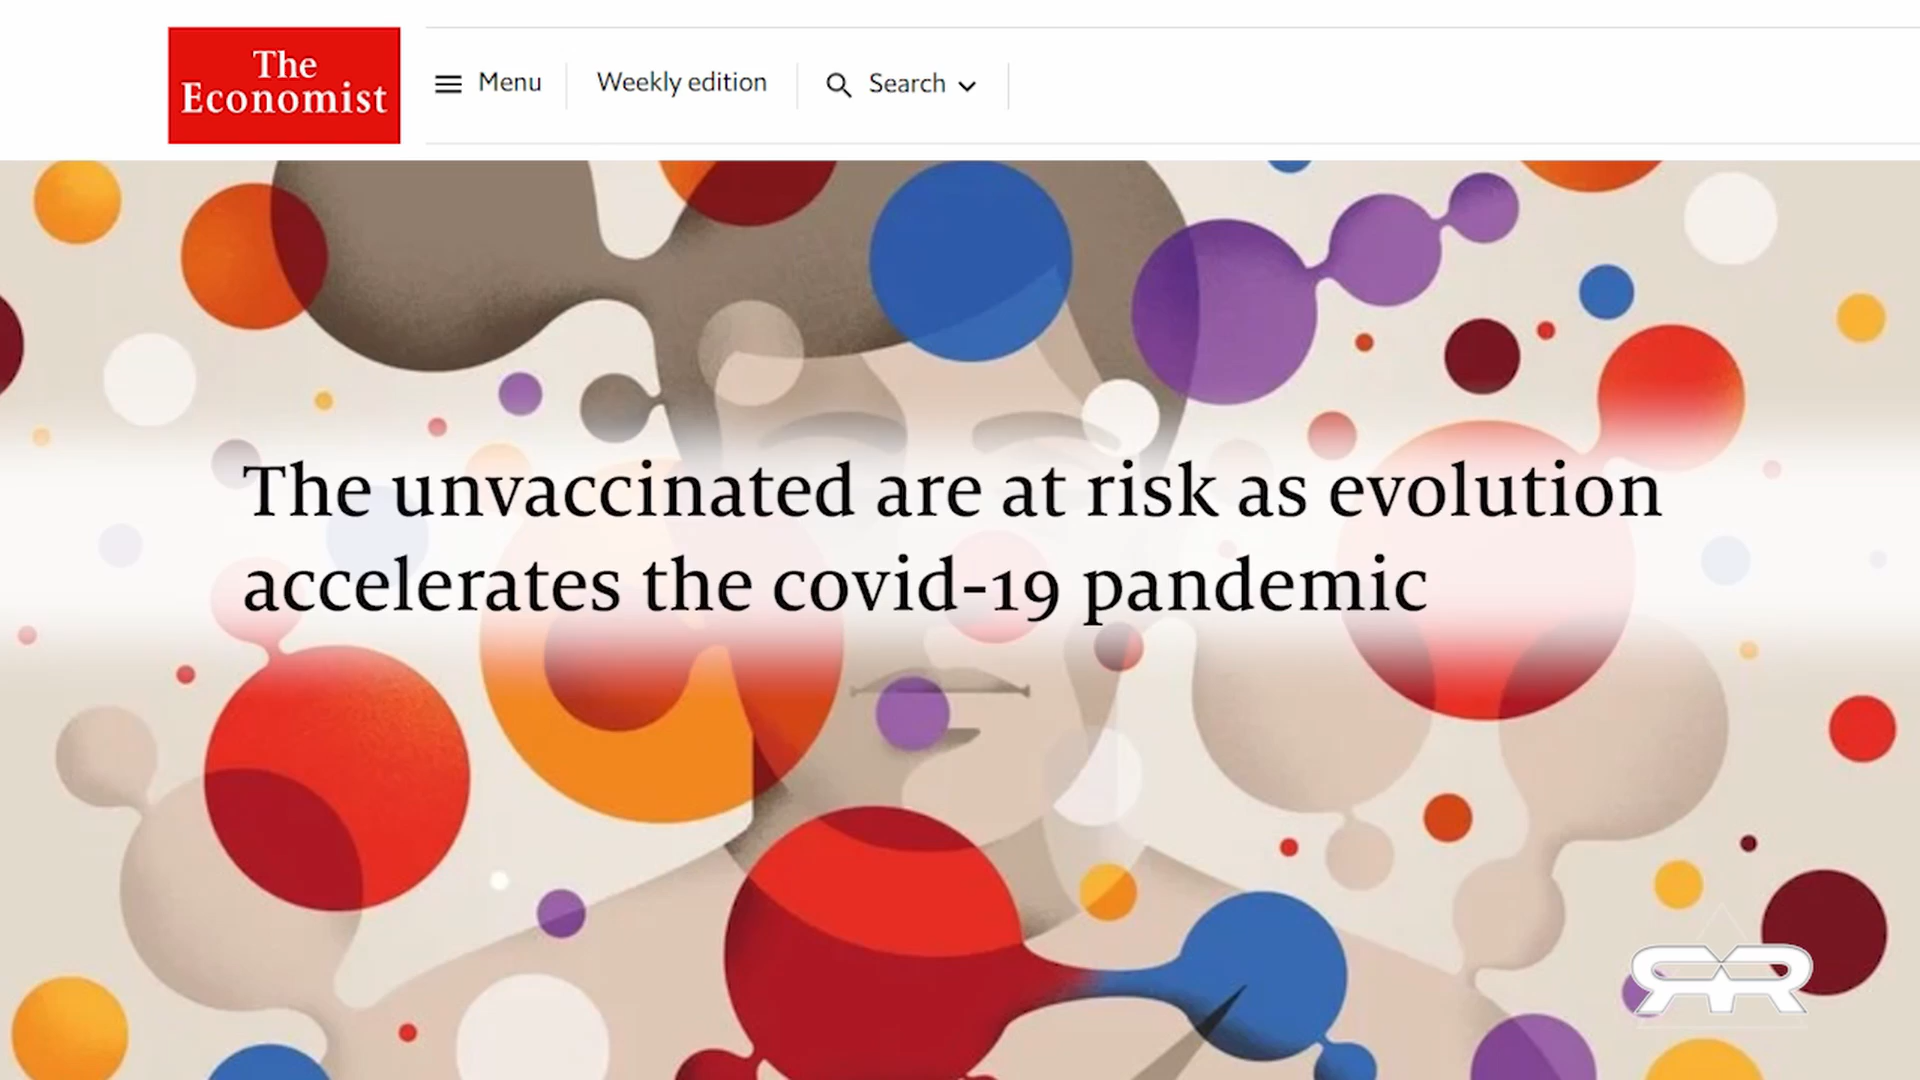 The
Economist
Menu
Weekly edition
Search
The unvaccinated are at risk as evolution
accelerates the covid-19 pandemic